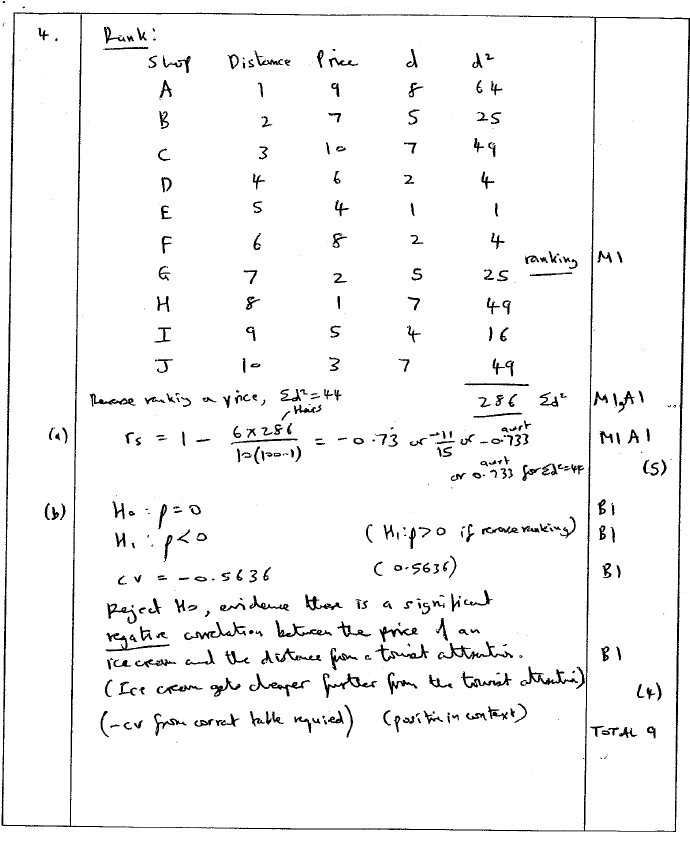 4.
Rank:
Shop Distance Price d d²
A 1 9 8 64
B 2 7 5 25
C 3 10 7 49
D 4 6 2 4
E 5 4 1 1
F 6 8 2 4
ranking M1
G 7 2 5 25
H 8 1 7 49
I 9 5 4 16
J 10 3 7 49
Reverse ranking on price, Σd²=44 286 Σd² M1,A1
theirs
(a) rs = 1 - 6×286 / 10(100-1) = -0.73 or -11/15 or awrt -0.733 M1 A1
awrt
or 0.733 for Σd²=44 (5)
(b) H₀ : ρ=0 B1
H₁ : ρ<0 (H₁:ρ>0 if reverse ranking) B1
cv = -0.5636 (0.5636) B1
Reject H₀, evidence there is a significant
negative correlation between the price of an
ice cream and the distance from a tourist attraction. B1
(Ice cream gets cheaper further from the tourist attraction) (4)
(-cv from correct table required) (positive in context)
TOTAL 9